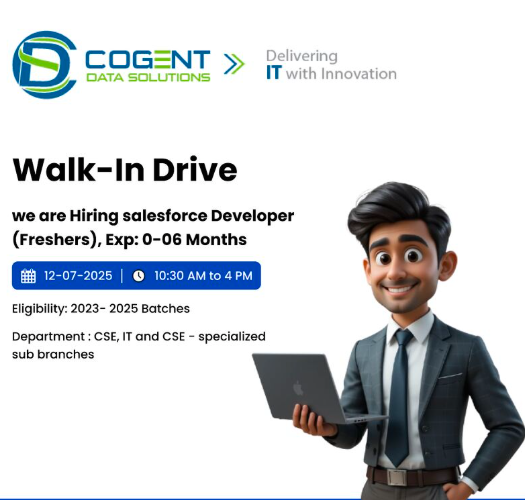 COGENT
DATA SOLUTIONS
Delivering
IT with Innovation
Walk-In Drive
we are Hiring salesforce Developer
(Freshers), Exp: 0-06 Months
12-07-2025 | 10:30 AM to 4 PM
Eligibility: 2023- 2025 Batches
Department : CSE, IT and CSE - specialized
sub branches